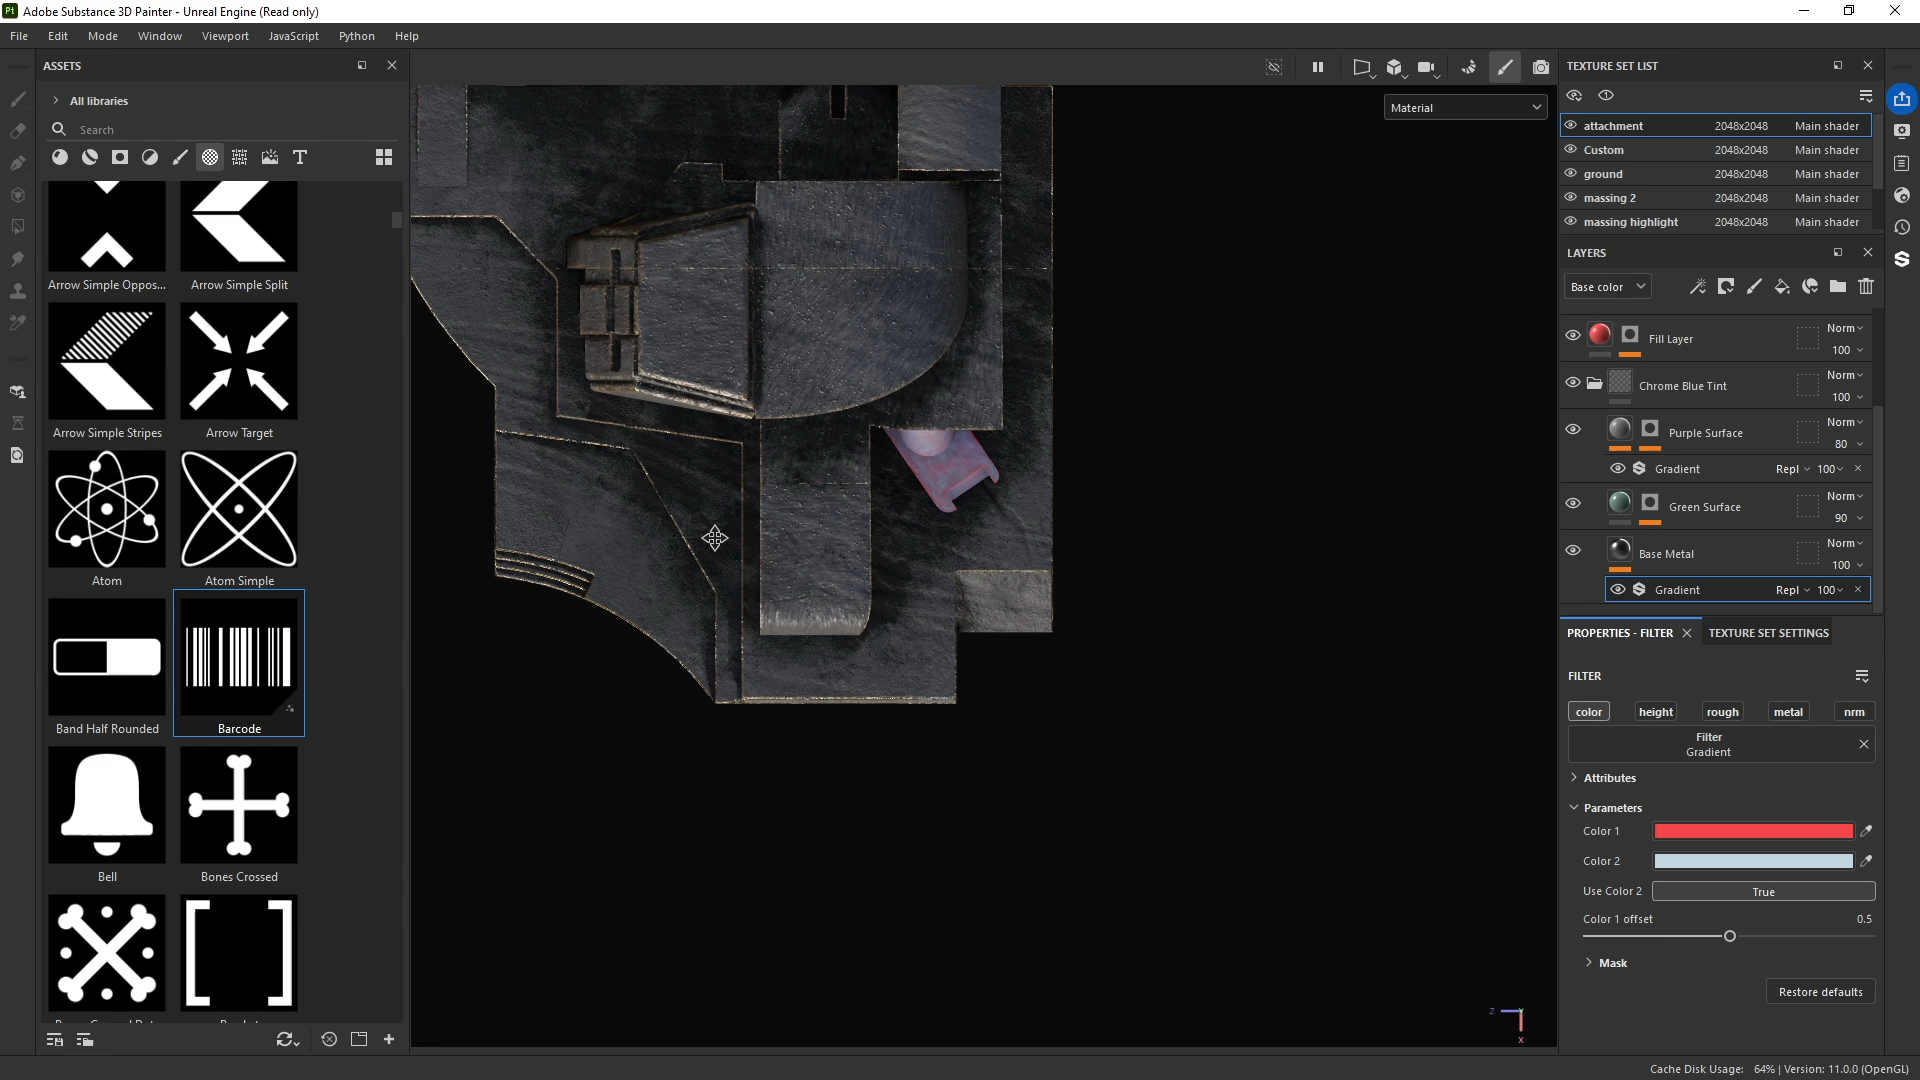 Pt Adobe Substance 3D Painter - Unreal Engine (Read only)
File Edit Mode Window Viewport JavaScript Python Help
ASSETS
All libraries
Search
Arrow Simple Oppos... Arrow Simple Split
Arrow Simple Stripes Arrow Target
Atom Atom Simple
Band Half Rounded Barcode
Bell Bones Crossed
Material
z
x
TEXTURE SET LIST
attachment 2048x2048 Main shader
Custom 2048x2048 Main shader
ground 2048x2048 Main shader
massing 2 2048x2048 Main shader
massing highlight 2048x2048 Main shader
LAYERS
Base color
Fill Layer Norm 100
Chrome Blue Tint Norm 100
Purple Surface Norm 80
Gradient Repl 100
Green Surface Norm 90
Base Metal Norm 100
Gradient Repl 100
PROPERTIES - FILTER TEXTURE SET SETTINGS
FILTER
color height rough metal nrm
Filter
Gradient
Attributes
Parameters
Color 1
Color 2
Use Color 2 True
Color 1 offset 0.5
Mask
Restore defaults
Cache Disk Usage: 64% | Version: 11.0.0 (OpenGL)